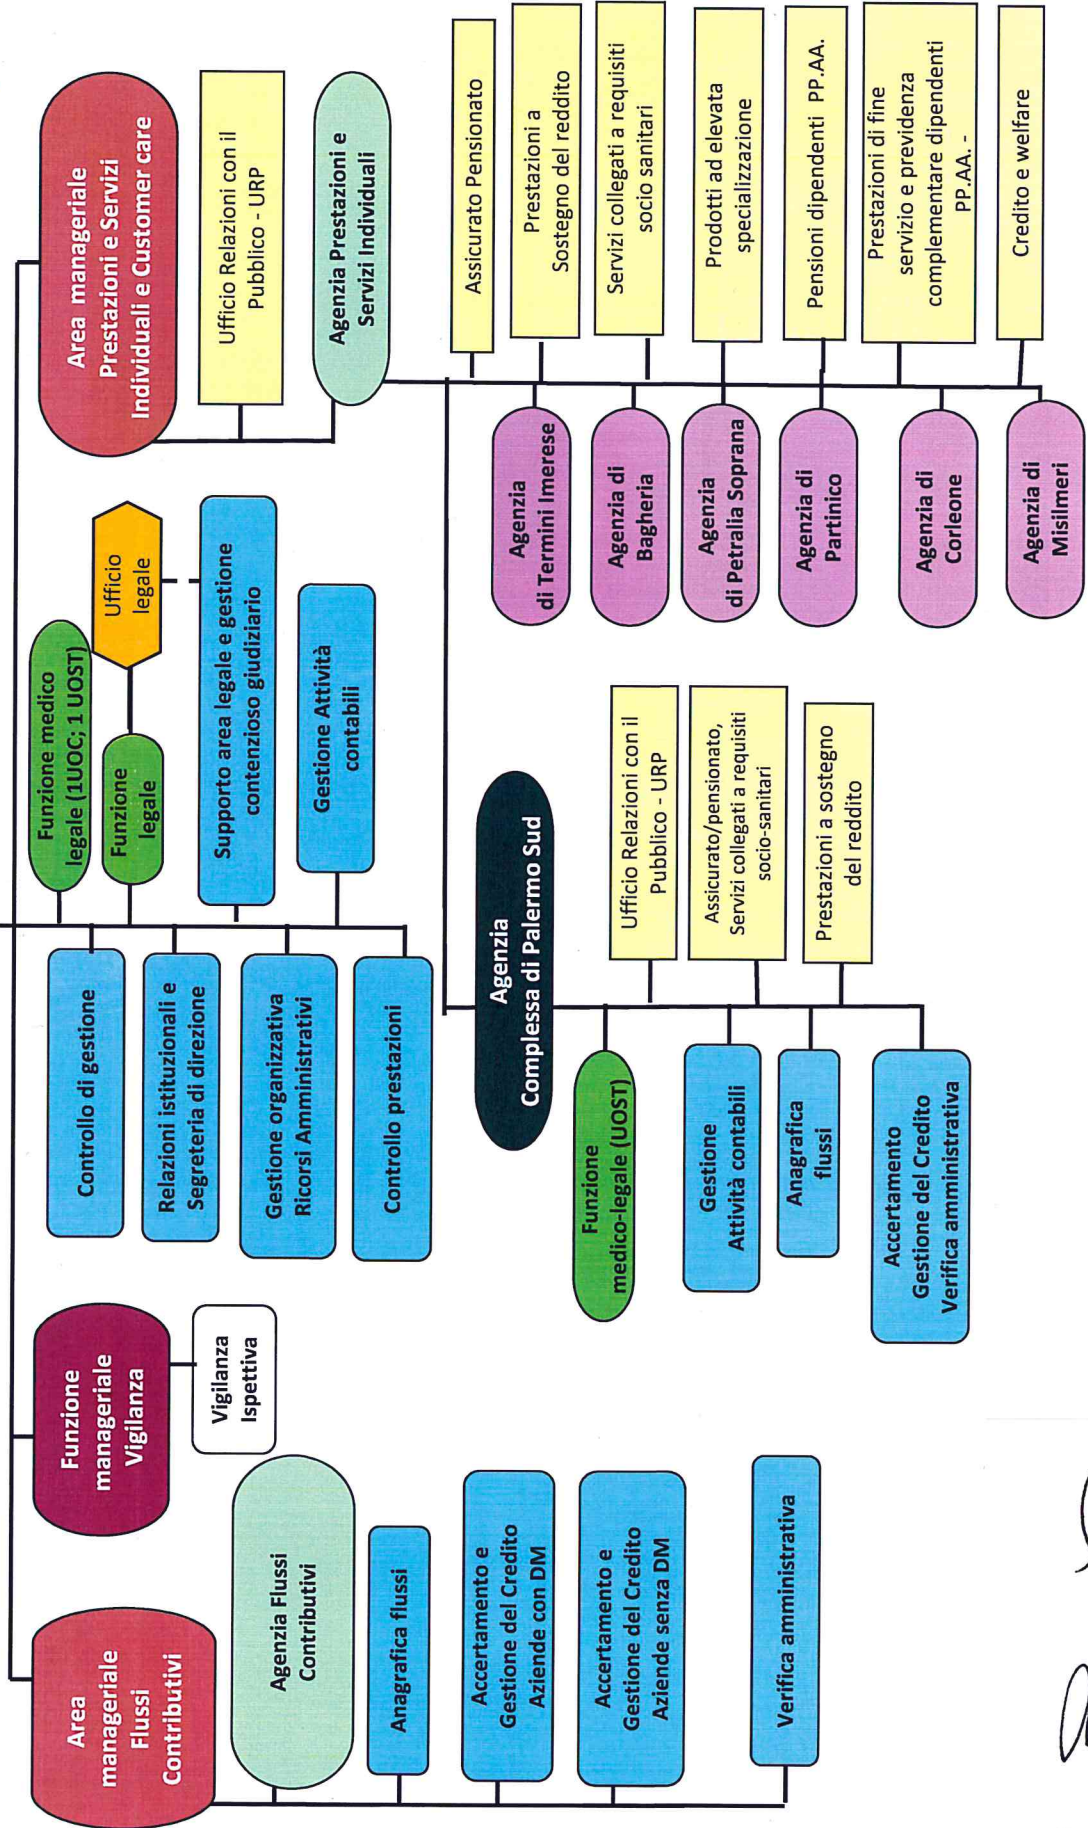 Area
manageriale
Flussi
Contributivi
Agenzia Flussi
Contributivi
Anagrafica flussi
Accertamento e
Gestione del Credito
Aziende con DM
Accertamento e
Gestione del Credito
Aziende senza DM
Verifica amministrativa
Funzione
manageriale
Vigilanza
Vigilanza
Ispettiva
Controllo di gestione
Relazioni istituzionali e
Segreteria di direzione
Gestione organizzativa
Ricorsi Amministrativi
Controllo prestazioni
Funzione medico
legale (1UOC; 1 UOST)
Funzione
legale
Ufficio
legale
Supporto area legale e gestione
contenzioso giudiziario
Gestione Attività
contabili
Area manageriale
Prestazioni e Servizi
Individuali e Customer care
Ufficio Relazioni con il
Pubblico - URP
Agenzia Prestazioni e
Servizi Individuali
Agenzia
Complessa di Palermo Sud
Funzione
medico-legale (UOST)
Gestione
Attività contabili
Anagrafica
flussi
Accertamento
Gestione del Credito
Verifica amministrativa
Ufficio Relazioni con il
Pubblico - URP
Assicurato/pensionato,
Servizi collegati a requisiti
socio-sanitari
Prestazioni a sostegno
del reddito
Agenzia
di Termini Imerese
Agenzia di
Bagheria
Agenzia
di Petralia Soprana
Agenzia di
Partinico
Agenzia di
Corleone
Agenzia di
Misilmeri
Assicurato Pensionato
Prestazioni a
Sostegno del reddito
Servizi collegati a requisiti
socio sanitari
Prodotti ad elevata
specializzazione
Pensioni dipendenti PP.AA.
Prestazioni di fine
servizio e previdenza
complementare dipendenti
PP.AA. -
Credito e welfare